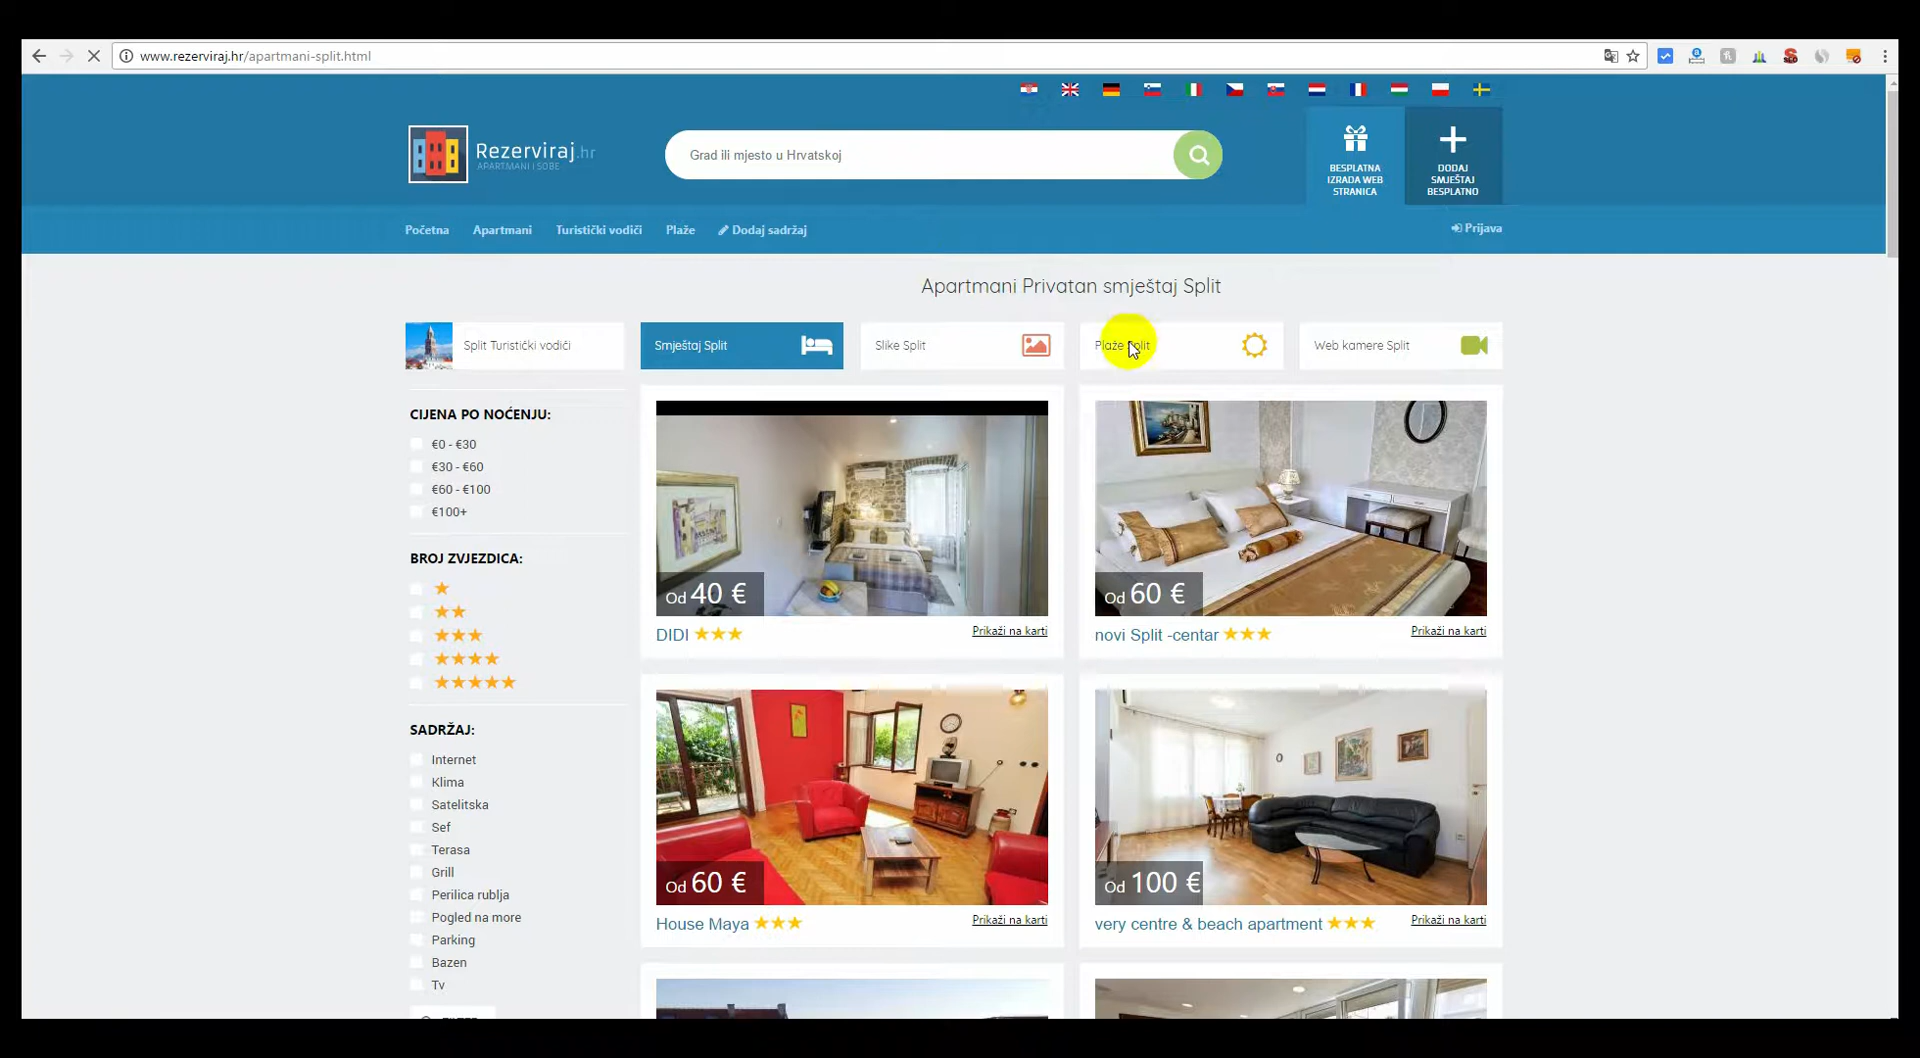 www.rezerviraj.hr/apartmani-split.html
Rezerviraj.hr
APARTMANI I SOBE
Grad ili mjesto u Hrvatskoj
BESPLATNA
IZRADA WEB
STRANICA
DODAJ
SMJEŠTAJ
BESPLATNO
Početna Apartmani Turistički vodiči Plaže Dodaj sadržaj Prijava
Apartmani Privatan smještaj Split
Split Turistički vodiči Smještaj Split Slike Split Plaže Split Web kamere Split
CIJENA PO NOĆENJU:
€0 - €30
€30 - €60
€60 - €100
€100+
BROJ ZVJEZDICA:
SADRŽAJ:
Internet
Klima
Satelitska
Sef
Terasa
Grill
Perilica rublja
Pogled na more
Parking
Bazen
Tv
Od 40 €
DIDI Prikaži na karti
Od 60 €
novi Split -centar Prikaži na karti
Od 60 €
House Maya Prikaži na karti
Od 100 €
very centre & beach apartment Prikaži na karti